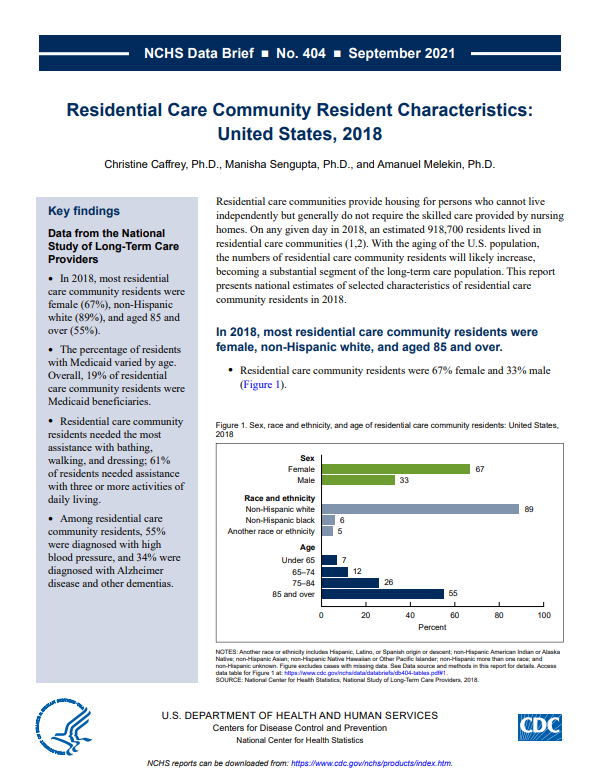 NCHS Data Brief ■ No. 404 ■ September 2021
Residential Care Community Resident Characteristics:
United States, 2018
Christine Caffrey, Ph.D., Manisha Sengupta, Ph.D., and Amanuel Melekin, Ph.D.
Key findings
Data from the National
Study of Long-Term Care
Providers
• In 2018, most residential
care community residents were
female (67%), non-Hispanic
white (89%), and aged 85 and
over (55%).
• The percentage of residents
with Medicaid varied by age.
Overall, 19% of residential
care community residents were
Medicaid beneficiaries.
• Residential care community
residents needed the most
assistance with bathing,
walking, and dressing; 61%
of residents needed assistance
with three or more activities of
daily living.
• Among residential care
community residents, 55%
were diagnosed with high
blood pressure, and 34% were
diagnosed with Alzheimer
disease and other dementias.
Residential care communities provide housing for persons who cannot live
independently but generally do not require the skilled care provided by nursing
homes. On any given day in 2018, an estimated 918,700 residents lived in
residential care communities (1,2). With the aging of the U.S. population,
the numbers of residential care community residents will likely increase,
becoming a substantial segment of the long-term care population. This report
presents national estimates of selected characteristics of residential care
community residents in 2018.
In 2018, most residential care community residents were
female, non-Hispanic white, and aged 85 and over.
• Residential care community residents were 67% female and 33% male
(Figure 1).
Figure 1. Sex, race and ethnicity, and age of residential care community residents: United States,
2018
Sex
Female 67
Male 33
Race and ethnicity
Non-Hispanic white 89
Non-Hispanic black 6
Another race or ethnicity 5
Age
Under 65 7
65–74 12
75–84 26
85 and over 55
0 20 40 60 80 100
Percent
NOTES: Another race or ethnicity includes Hispanic, Latino, or Spanish origin or descent; non-Hispanic American Indian or Alaska
Native; non-Hispanic Asian; non-Hispanic Native Hawaiian or Other Pacific Islander; non-Hispanic more than one race; and
non-Hispanic unknown. Figure excludes cases with missing data. See Data source and methods in this report for details. Access
data table for Figure 1 at: https://www.cdc.gov/nchs/data/databriefs/db404-tables.pdf#1.
SOURCE: National Center for Health Statistics, National Study of Long-Term Care Providers, 2018.
U.S. DEPARTMENT OF HEALTH AND HUMAN SERVICES
Centers for Disease Control and Prevention
National Center for Health Statistics
CDC
NCHS reports can be downloaded from: https://www.cdc.gov/nchs/products/index.htm.